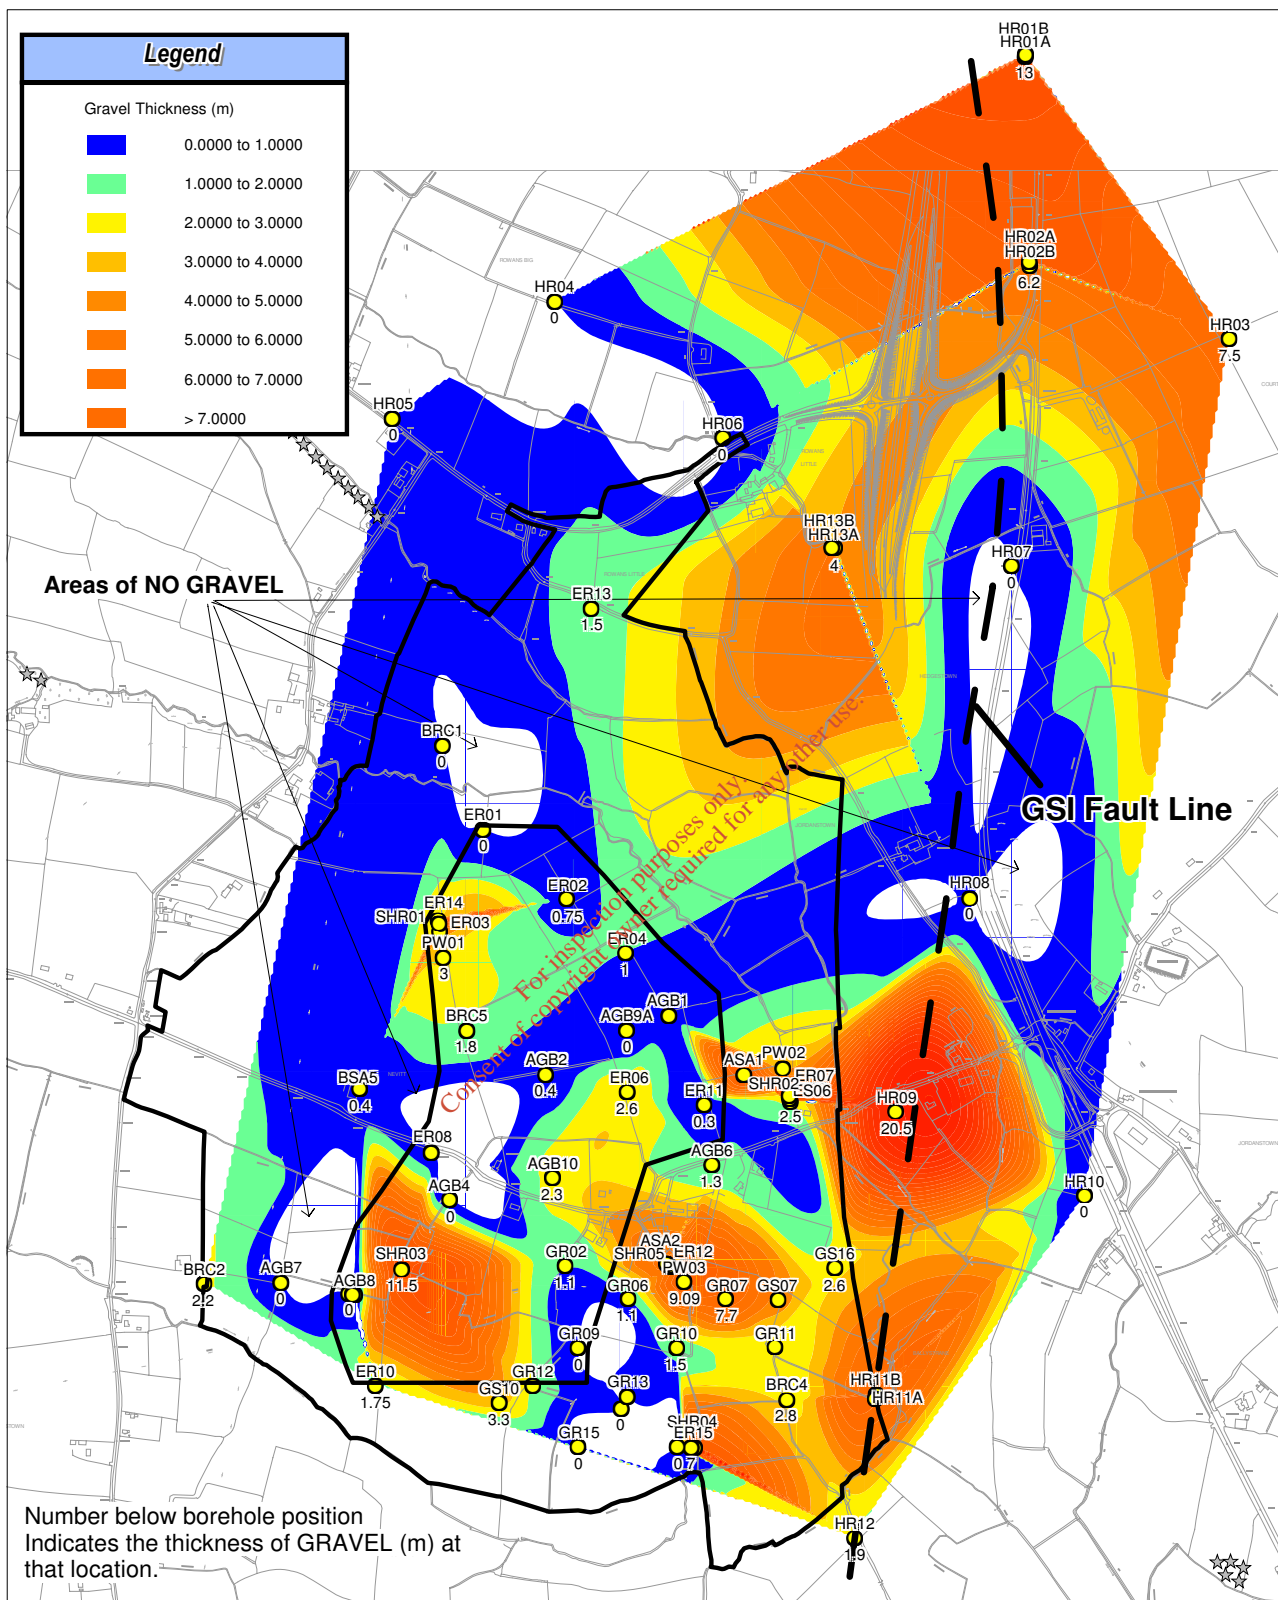 Legend
Gravel Thickness (m)
0.0000 to 1.0000
1.0000 to 2.0000
2.0000 to 3.0000
3.0000 to 4.0000
4.0000 to 5.0000
5.0000 to 6.0000
6.0000 to 7.0000
> 7.0000
HR01B
HR01A
13
HR02A
HR02B
6.2
ROWANS BIG
HR04
0
HR03
7.5
HR05
0
HR06
0
ROWANS
LITTLE
HR13B
HR13A
4
HR07
0
Areas of NO GRAVEL
ROWANS LITTLE
ER13
1.5
BRC1
0
GSI Fault Line
JORDANSTOWN
ER01
0
ER02
0.75
HR08
0
ER14
SHR01
ER03
PW01
3
ER04
1
For inspection purposes only.
Consent of copyright owner required for any other use.
BRC5
1.8
AGB1
AGB9A
0
AGB2
0.4
NEVITT
BSA5
0.4
ER06
2.6
ASA1
PW02
ER07
SHR02
ES06
2.5
ER11
0.3
HR09
20.5
JORDANSTOWN
ER08
AGB6
1.3
AGB10
2.3
AGB4
0
HR10
0
ASA2
SHR05
ER12
PW03
9.09
GS16
2.6
GR02
1.1
SHR03
11.5
BRC2
2.2
AGB7
0
AGB8
0
GR06
1.1
GR07
7.7
GS07
GR09
0
GR10
1.5
GR11
ER10
1.75
GR12
GS10
3.3
GR13
0
BRC4
2.8
HR11B
HR11A
GR15
0
SHR04
ER15
0.7
HR12
1.9
Number below borehole position
Indicates the thickness of GRAVEL (m) at
that location.